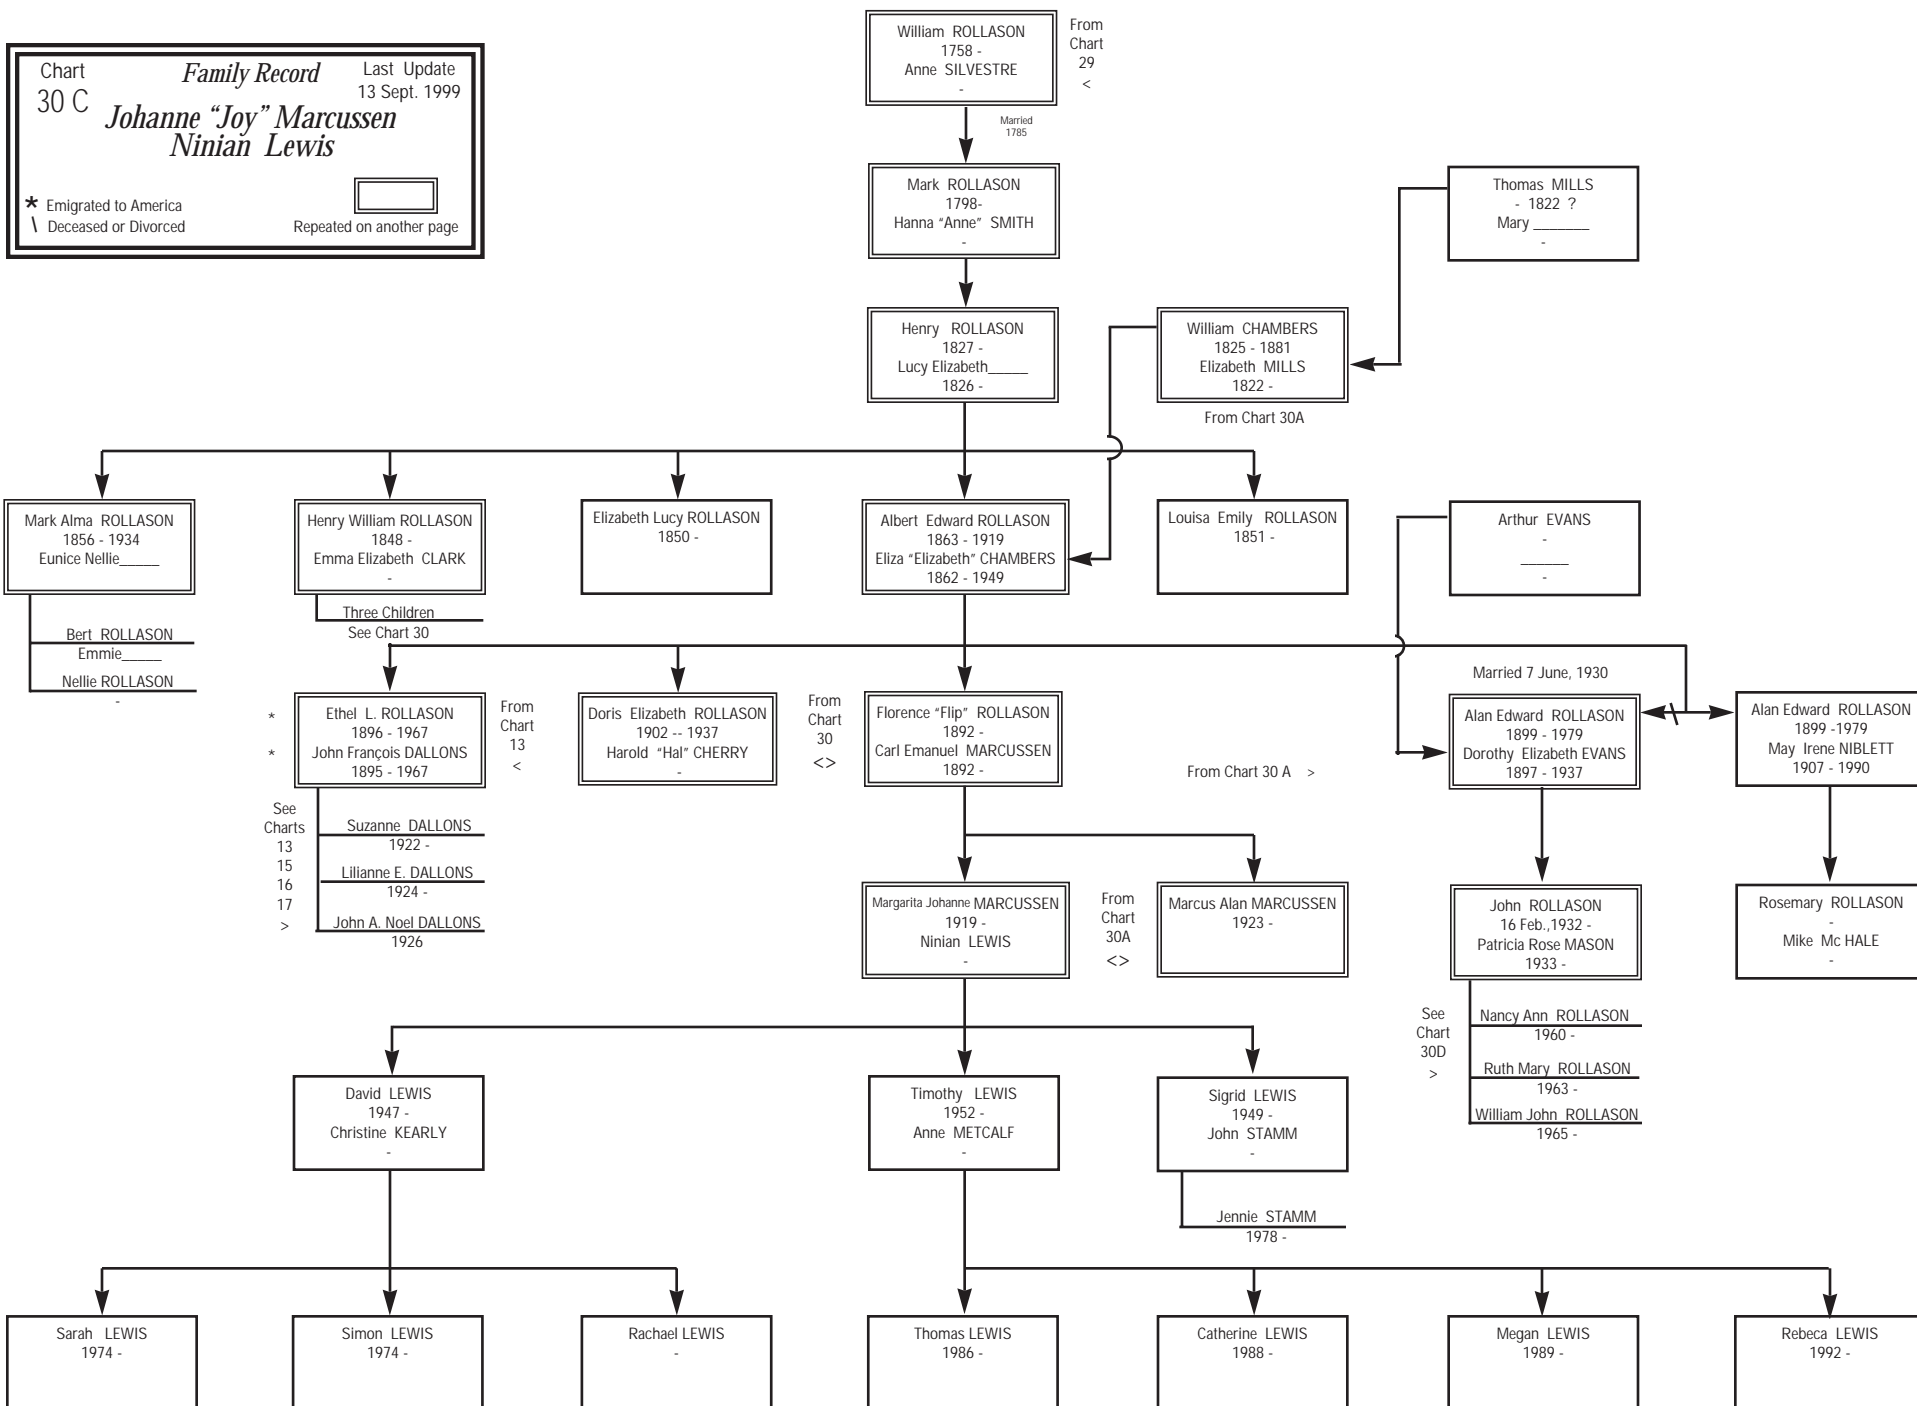 Chart
30 C
Family Record
Last Update
13 Sept. 1999
Johanne “Joy” Marcussen
Ninian Lewis
* Emigrated to America
\ Deceased or Divorced
Repeated on another page
William ROLLASON
1758 -
Anne SILVESTRE
-
From
Chart
29
<
Married
1785
Mark ROLLASON
1798-
Hanna “Anne” SMITH
-
Thomas MILLS
- 1822 ?
Mary _______
-
Henry ROLLASON
1827 -
Lucy Elizabeth_____
1826 -
William CHAMBERS
1825 - 1881
Elizabeth MILLS
1822 -
From Chart 30A
Mark Alma ROLLASON
1856 - 1934
Eunice Nellie_____
Bert ROLLASON
Emmie_____
Nellie ROLLASON
-
Henry William ROLLASON
1848 -
Emma Elizabeth CLARK
-
Three Children
See Chart 30
Elizabeth Lucy ROLLASON
1850 -
Albert Edward ROLLASON
1863 - 1919
Eliza “Elizabeth” CHAMBERS
1862 - 1949
Louisa Emily ROLLASON
1851 -
Arthur EVANS
-
______
-
Married 7 June, 1930
*
Ethel L. ROLLASON
1896 - 1967
*
John François DALLONS
1895 - 1967
From
Chart
13
<
See
Charts
13
15
16
17
>
Suzanne DALLONS
1922 -
Lilianne E. DALLONS
1924 -
John A. Noel DALLONS
1926
Doris Elizabeth ROLLASON
1902 -- 1937
Harold “Hal” CHERRY
-
From
Chart
30
<>
Florence “Flip” ROLLASON
1892 -
Carl Emanuel MARCUSSEN
1892 -
From Chart 30 A >
Alan Edward ROLLASON
1899 - 1979
Dorothy Elizabeth EVANS
1897 - 1937
\
Alan Edward ROLLASON
1899 -1979
May Irene NIBLETT
1907 - 1990
Margarita Johanne MARCUSSEN
1919 -
Ninian LEWIS
-
From
Chart
30A
<>
Marcus Alan MARCUSSEN
1923 -
John ROLLASON
16 Feb.,1932 -
Patricia Rose MASON
1933 -
Rosemary ROLLASON
-
Mike Mc HALE
-
See
Chart
30D
>
Nancy Ann ROLLASON
1960 -
Ruth Mary ROLLASON
1963 -
William John ROLLASON
1965 -
David LEWIS
1947 -
Christine KEARLY
-
Timothy LEWIS
1952 -
Anne METCALF
-
Sigrid LEWIS
1949 -
John STAMM
-
Jennie STAMM
1978 -
Sarah LEWIS
1974 -
Simon LEWIS
1974 -
Rachael LEWIS
-
Thomas LEWIS
1986 -
Catherine LEWIS
1988 -
Megan LEWIS
1989 -
Rebeca LEWIS
1992 -